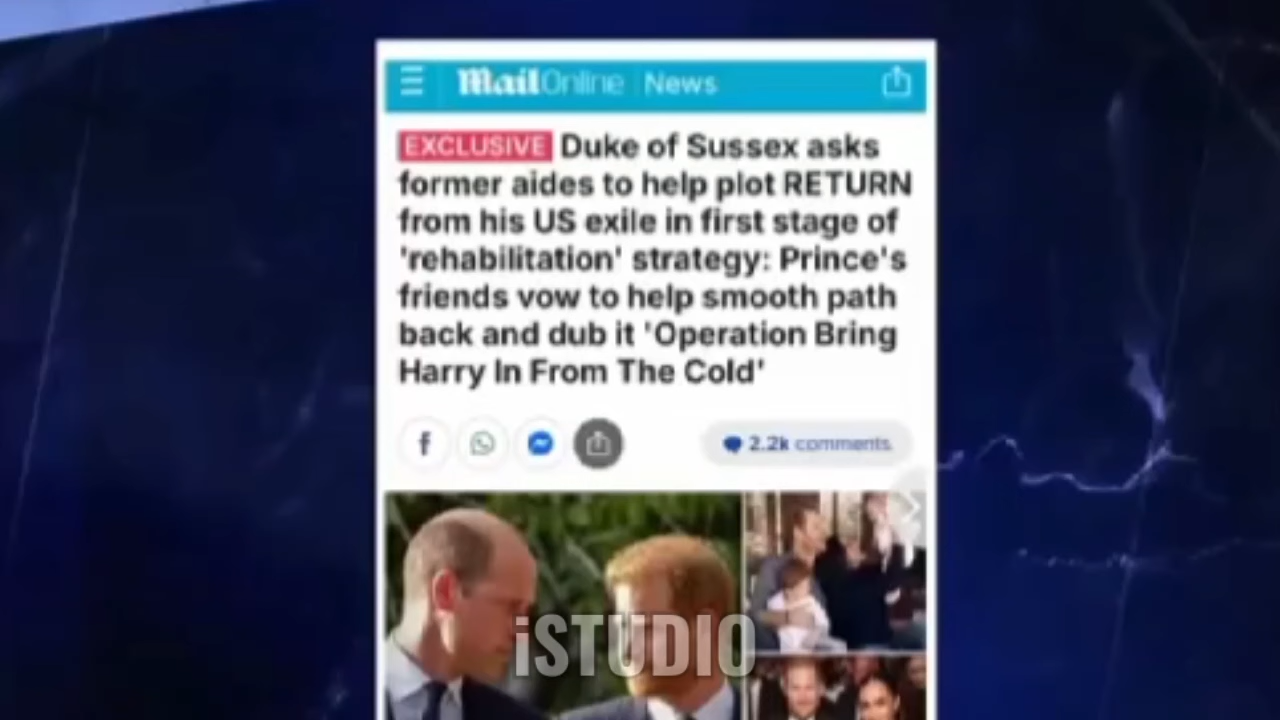 MailOnline News
EXCLUSIVE Duke of Sussex asks
former aides to help plot RETURN
from his US exile in first stage of
'rehabilitation' strategy: Prince's
friends vow to help smooth path
back and dub it 'Operation Bring
Harry In From The Cold'
f 2.2k comments
iSTUDIO